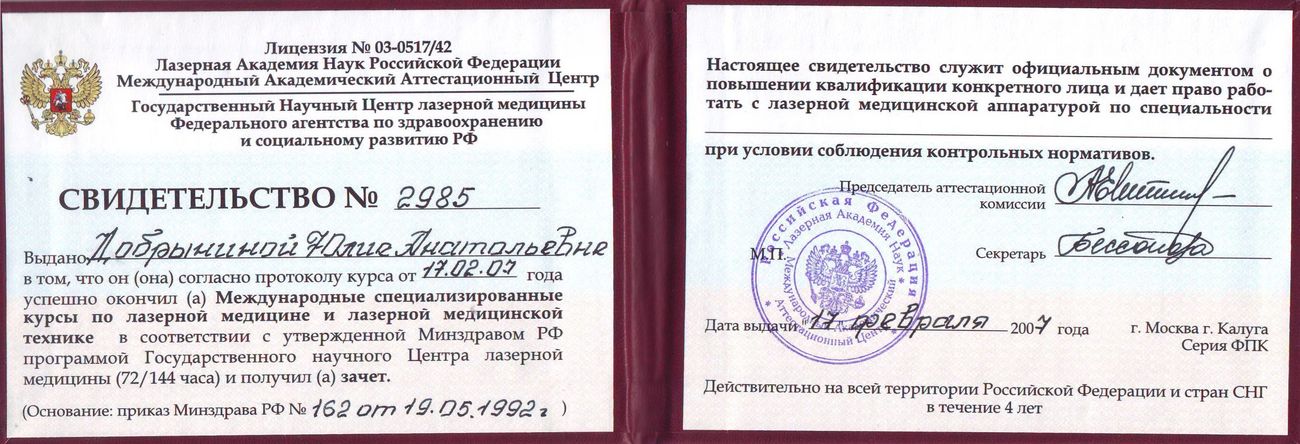 Лицензия № 03-0517/42
Лазерная Академия Наук Российской Федерации
Международный Академический Аттестационный Центр
Государственный Научный Центр лазерной медицины
Федерального агентства по здравоохранению
и социальному развитию РФ
СВИДЕТЕЛЬСТВО № 2985
Выдано Добрыниной Юлие Анатольевне
в том, что он (она) согласно протоколу курса от 17.02.07 года
успешно окончил (а) Международные специализированные
курсы по лазерной медицине и лазерной медицинской
технике в соответствии с утвержденной Минздравом РФ
программой Государственного научного Центра лазерной
медицины (72/144 часа) и получил (а) зачет.
(Основание: приказ Минздрава РФ № 162 от 19.05.1992г )
Настоящее свидетельство служит официальным документом о
повышении квалификации конкретного лица и дает право рабо-
тать с лазерной медицинской аппаратурой по специальности
при условии соблюдения контрольных нормативов.
Председатель аттестационной
комиссии
Секретарь
М.П.
Российская Федерация
Лазерная Академия Наук
Международный Академический
Аттестационный Центр
Дата выдачи "17 февраля 2007 года
г. Москва г. Калуга
Серия ФПК
Действительно на всей территории Российской Федерации и стран СНГ
в течение 4 лет